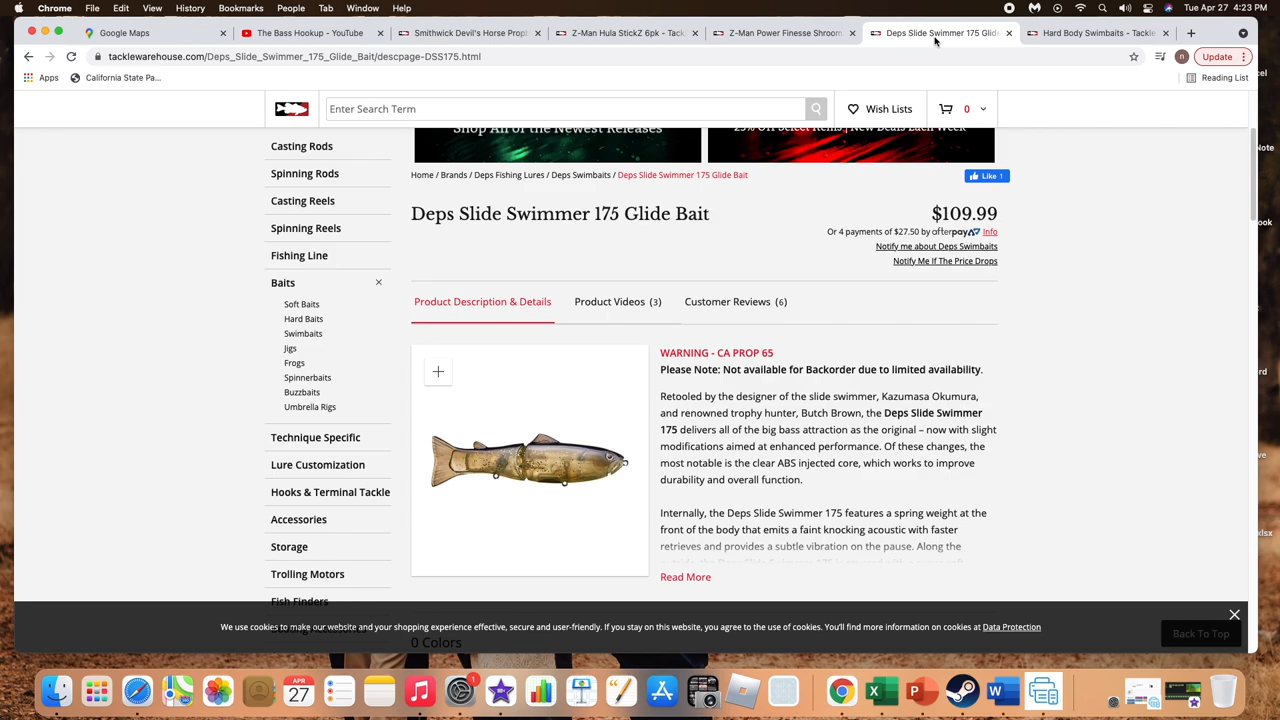 Chrome File Edit View History Bookmarks People Tab Window Help
Tue Apr 27 4:23 PM
Google Maps
The Bass Hookup - YouTube
Smithwick Devil's Horse Prop
Z-Man Hula StickZ 6pk - Tack
Z-Man Power Finesse Shroom
Deps Slide Swimmer 175 Glide
Hard Body Swimbaits - Tackle
tacklewarehouse.com/Deps_Slide_Swimmer_175_Glide_Bait/descpage-DSS175.html
n
Update
Apps
California State Pa...
Reading List
Enter Search Term
Wish Lists
0
Shop All of the Newest Releases
25% Off Select Items | New Deals Each Week
Casting Rods
Spinning Rods
Casting Reels
Spinning Reels
Fishing Line
Baits
Soft Baits
Hard Baits
Swimbaits
Jigs
Frogs
Spinnerbaits
Buzzbaits
Umbrella Rigs
Technique Specific
Lure Customization
Hooks & Terminal Tackle
Accessories
Storage
Trolling Motors
Fish Finders
Home / Brands / Deps Fishing Lures / Deps Swimbaits / Deps Slide Swimmer 175 Glide Bait
Like 1
Deps Slide Swimmer 175 Glide Bait
$109.99
Or 4 payments of $27.50 by afterpay Info
Notify me about Deps Swimbaits
Notify Me If The Price Drops
Product Description & Details
Product Videos (3)
Customer Reviews (6)
WARNING - CA PROP 65
Please Note: Not available for Backorder due to limited availability.
Retooled by the designer of the slide swimmer, Kazumasa Okumura,
and renowned trophy hunter, Butch Brown, the Deps Slide Swimmer
175 delivers all of the big bass attraction as the original – now with slight
modifications aimed at enhanced performance. Of these changes, the
most notable is the clear ABS injected core, which works to improve
durability and overall function.
Internally, the Deps Slide Swimmer 175 features a spring weight at the
front of the body that emits a faint knocking acoustic with faster
retrieves and provides a subtle vibration on the pause. Along the
Read More
0 Colors
We use cookies to make our website and your shopping experience effective, secure and user-friendly. If you stay on this website, you agree to the use of cookies. You'll find more information on cookies at Data Protection
Back To Top
Note
ook
xlsx
APR
27
1